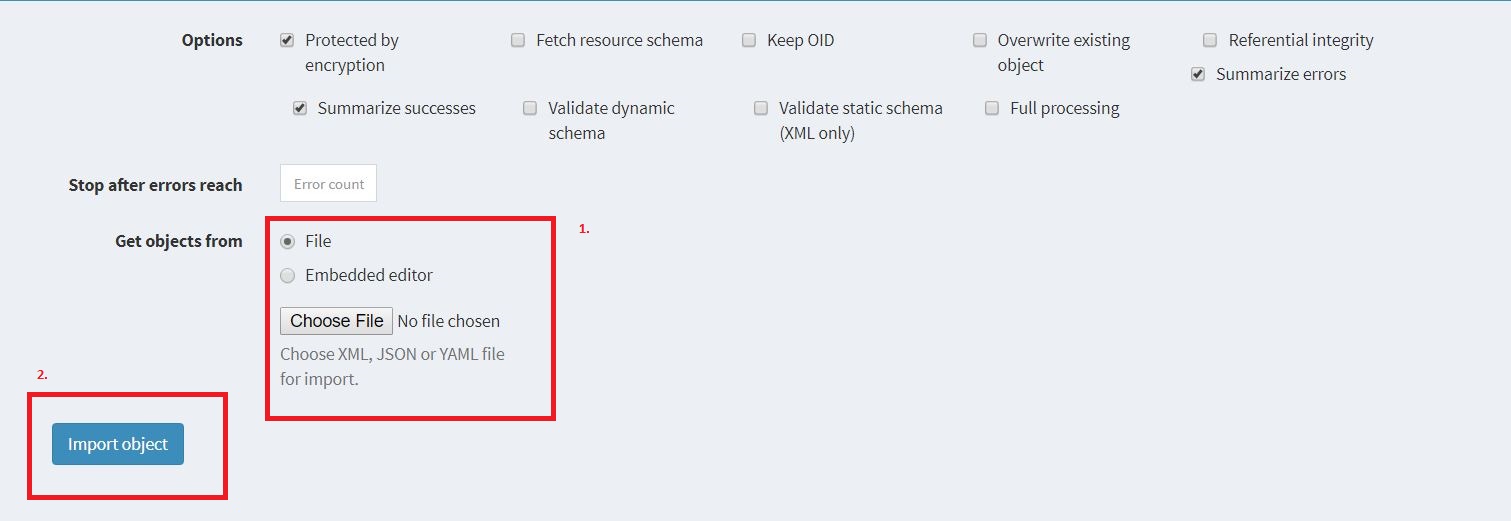 Options
Protected by
encryption
Fetch resource schema
Keep OID
Overwrite existing
object
Referential integrity
Summarize errors
Summarize successes
Validate dynamic
schema
Validate static schema
(XML only)
Full processing
Stop after errors reach
Error count
Get objects from
File
1.
Embedded editor
Choose File No file chosen
Choose XML, JSON or YAML file
for import.
2.
Import object